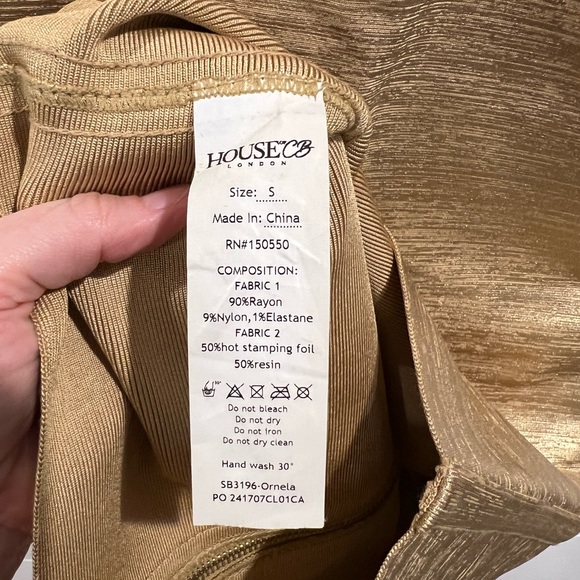 HOUSE™CB
LONDON
Size: S
Made In: China
RN#150550
COMPOSITION:
FABRIC 1
90%Rayon
9%Nylon,1%Elastane
FABRIC 2
50%hot stamping foil
50%resin
30°
Do not bleach
Do not dry
Do not iron
Do not dry clean
Hand wash 30°
SB3196-Ornela
PO 241707CL01CA